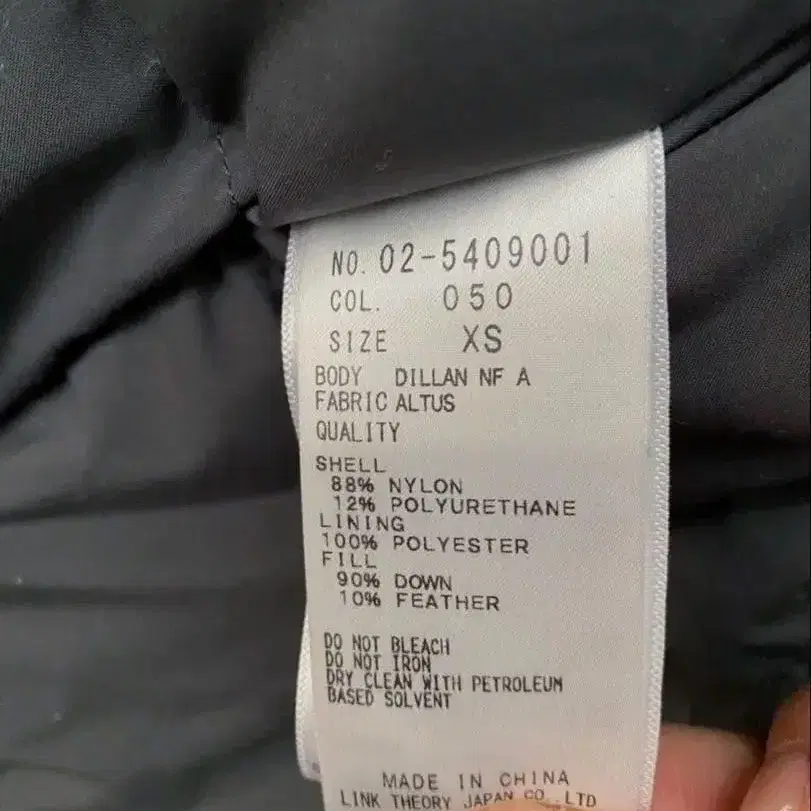 NO. 02-5409001
COL. 050
SIZE XS
BODY DILLAN NF A
FABRIC ALTUS
QUALITY
SHELL
88% NYLON
12% POLYURETHANE
LINING
100% POLYESTER
FILL
90% DOWN
10% FEATHER
DO NOT BLEACH
DO NOT IRON
DRY CLEAN WITH PETROLEUM
BASED SOLVENT
MADE IN CHINA
LINK THEORY JAPAN CO., LTD